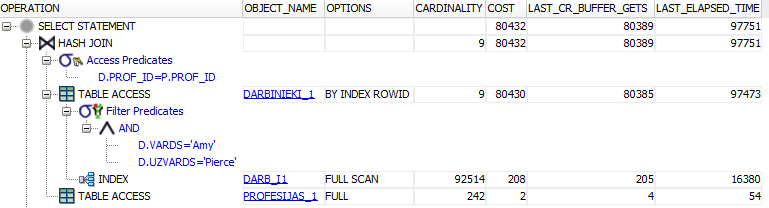 OPERATION OBJECT_NAME OPTIONS CARDINALITY COST LAST_CR_BUFFER_GETS LAST_ELAPSED_TIME
SELECT STATEMENT 80432 80389 97751
HASH JOIN 9 80432 80389 97751
Access Predicates
D.PROF_ID=P.PROF_ID
TABLE ACCESS DARBINIEKI_1 BY INDEX ROWID 9 80430 80385 97473
Filter Predicates
AND
D.VARDS='Amy'
D.UZVARDS='Pierce'
INDEX DARB_I1 FULL SCAN 92514 208 205 16380
TABLE ACCESS PROFESIJAS_1 FULL 242 2 4 54